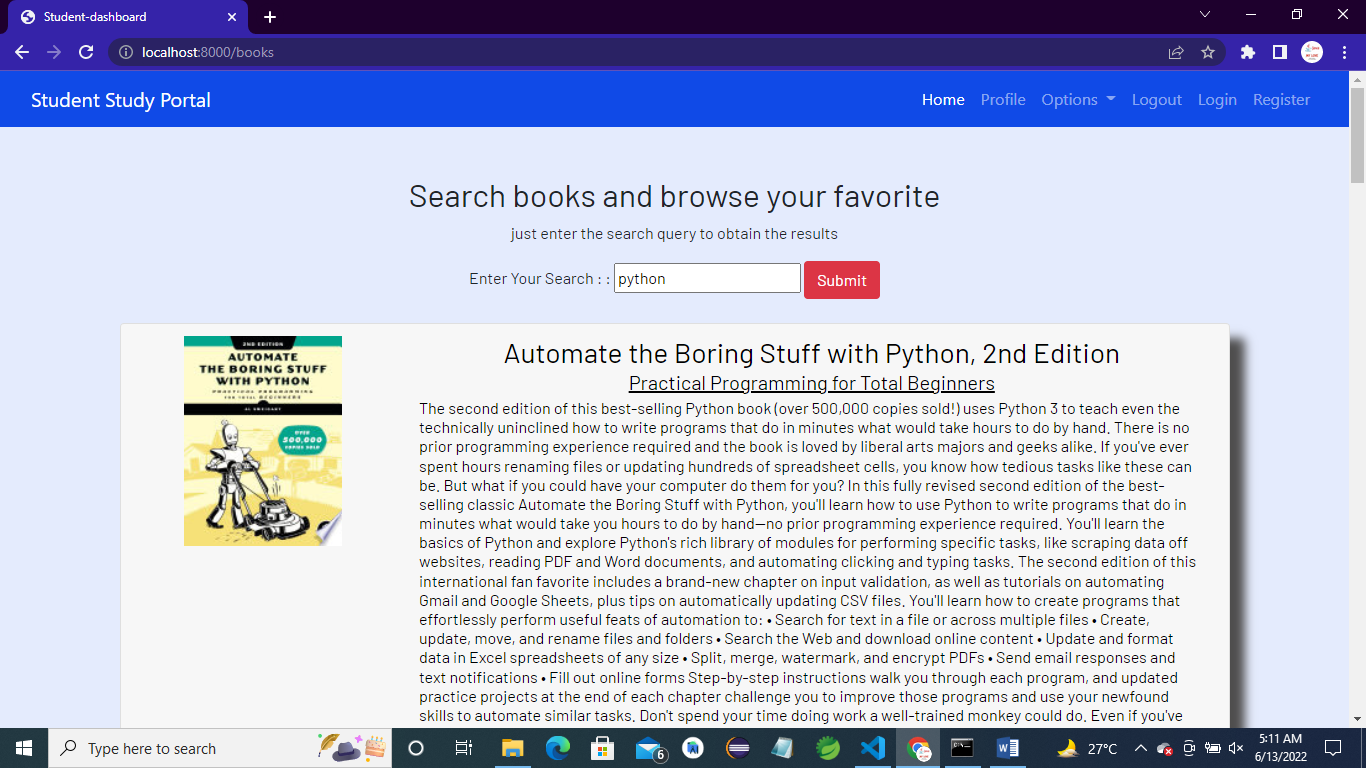 Student-dashboard
localhost:8000/books
Student Study Portal
Home Profile Options Logout Login Register
Search books and browse your favorite
just enter the search query to obtain the results
Enter Your Search : : python Submit
2ND EDITION
AUTOMATE
THE BORING STUFF
WITH PYTHON
PRACTICAL PROGRAMMING
FOR TOTAL BEGINNERS
AL SWEIGART
OVER
500,000
COPIES SOLD
Automate the Boring Stuff with Python, 2nd Edition
Practical Programming for Total Beginners
The second edition of this best-selling Python book (over 500,000 copies sold!) uses Python 3 to teach even the
technically uninclined how to write programs that do in minutes what would take hours to do by hand. There is no
prior programming experience required and the book is loved by liberal arts majors and geeks alike. If you've ever
spent hours renaming files or updating hundreds of spreadsheet cells, you know how tedious tasks like these can
be. But what if you could have your computer do them for you? In this fully revised second edition of the best-
selling classic Automate the Boring Stuff with Python, you'll learn how to use Python to write programs that do in
minutes what would take you hours to do by hand—no prior programming experience required. You'll learn the
basics of Python and explore Python's rich library of modules for performing specific tasks, like scraping data off
websites, reading PDF and Word documents, and automating clicking and typing tasks. The second edition of this
international fan favorite includes a brand-new chapter on input validation, as well as tutorials on automating
Gmail and Google Sheets, plus tips on automatically updating CSV files. You'll learn how to create programs that
effortlessly perform useful feats of automation to: • Search for text in a file or across multiple files • Create,
update, move, and rename files and folders • Search the Web and download online content • Update and format
data in Excel spreadsheets of any size • Split, merge, watermark, and encrypt PDFs • Send email responses and
text notifications • Fill out online forms Step-by-step instructions walk you through each program, and updated
practice projects at the end of each chapter challenge you to improve those programs and use your newfound
skills to automate similar tasks. Don't spend your time doing work a well-trained monkey could do. Even if you've
Type here to search
6
27°C
5:11 AM
6/13/2022